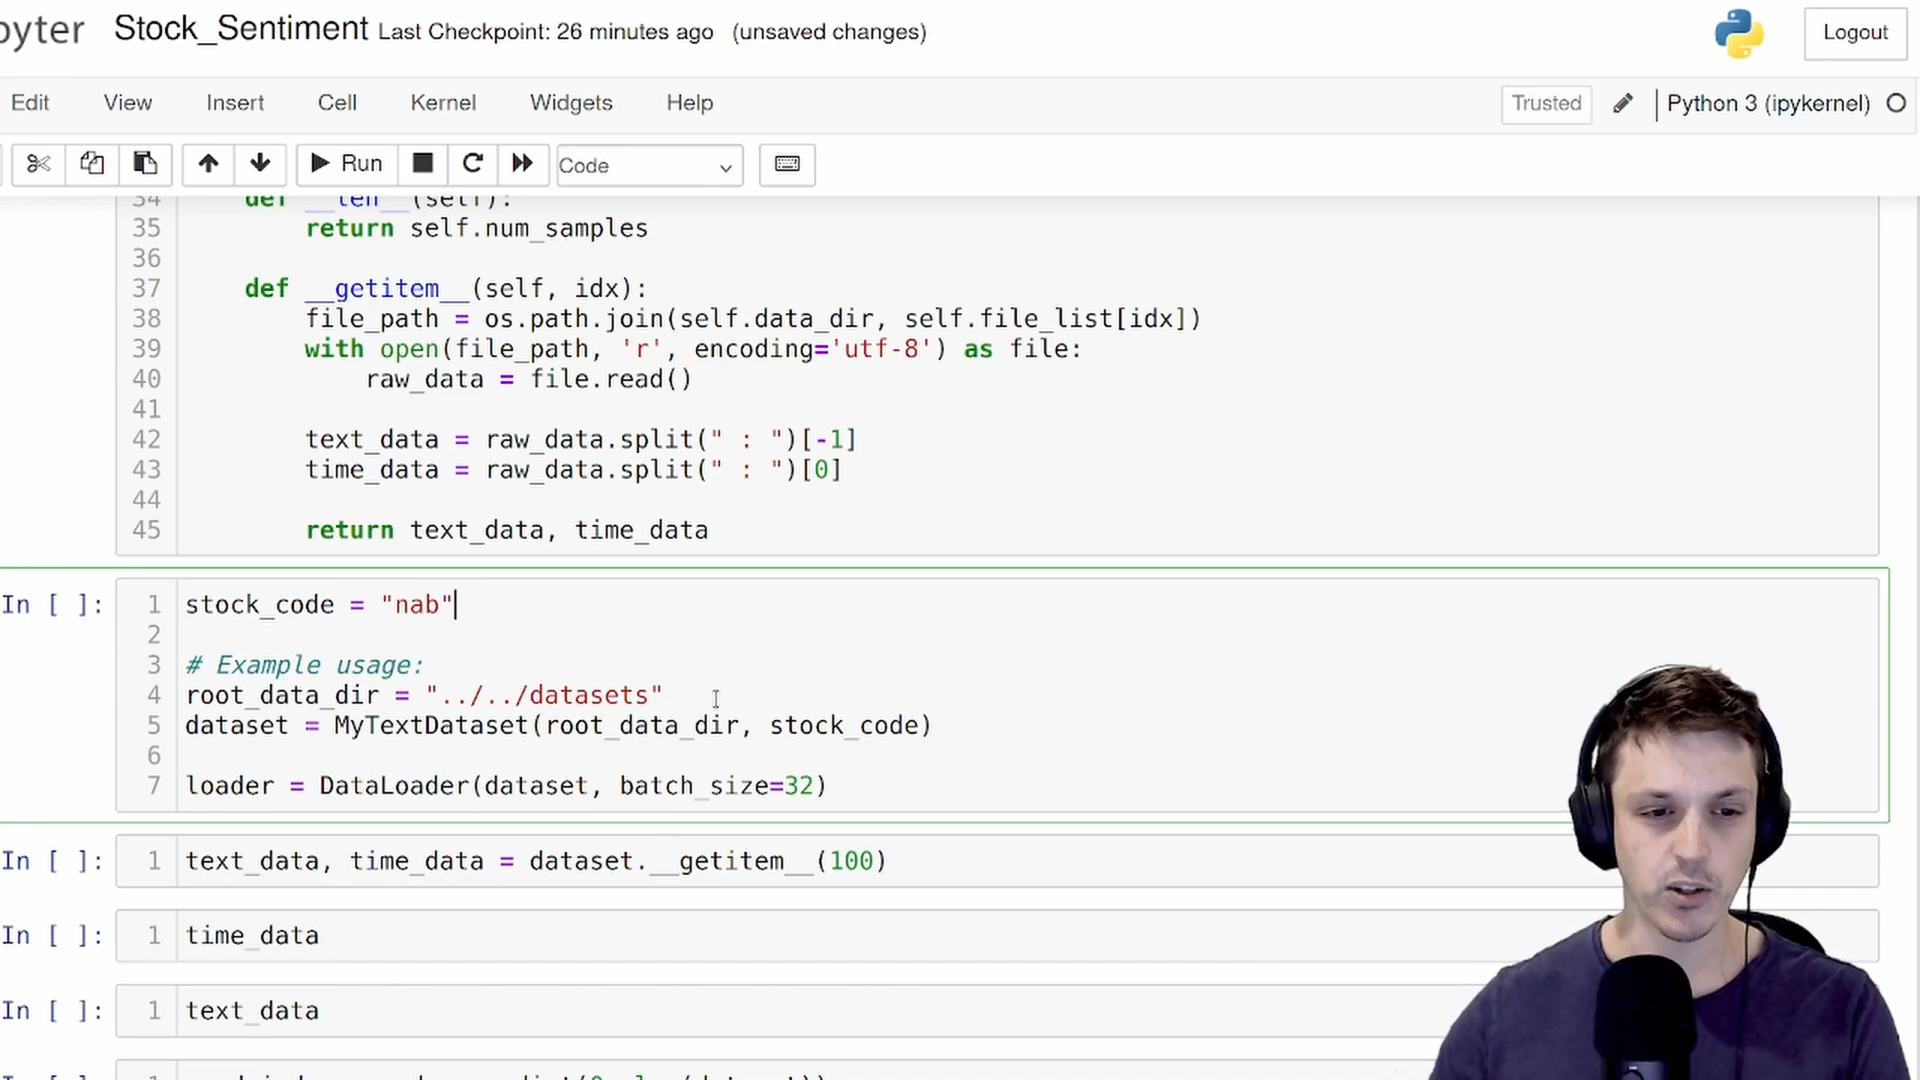 pyter Stock_Sentiment Last Checkpoint: 26 minutes ago (unsaved changes) Logout
Edit View Insert Cell Kernel Widgets Help Trusted Python 3 (ipykernel)
Run Code
34 def __len__(self):
35 return self.num_samples
36
37 def __getitem__(self, idx):
38 file_path = os.path.join(self.data_dir, self.file_list[idx])
39 with open(file_path, 'r', encoding='utf-8') as file:
40 raw_data = file.read()
41
42 text_data = raw_data.split(" : ")[-1]
43 time_data = raw_data.split(" : ")[0]
44
45 return text_data, time_data
In [ ]: 1 stock_code = "nab"
2
3 # Example usage:
4 root_data_dir = "../../datasets"
5 dataset = MyTextDataset(root_data_dir, stock_code)
6
7 loader = DataLoader(dataset, batch_size=32)
In [ ]: 1 text_data, time_data = dataset.__getitem__(100)
In [ ]: 1 time_data
In [ ]: 1 text_data